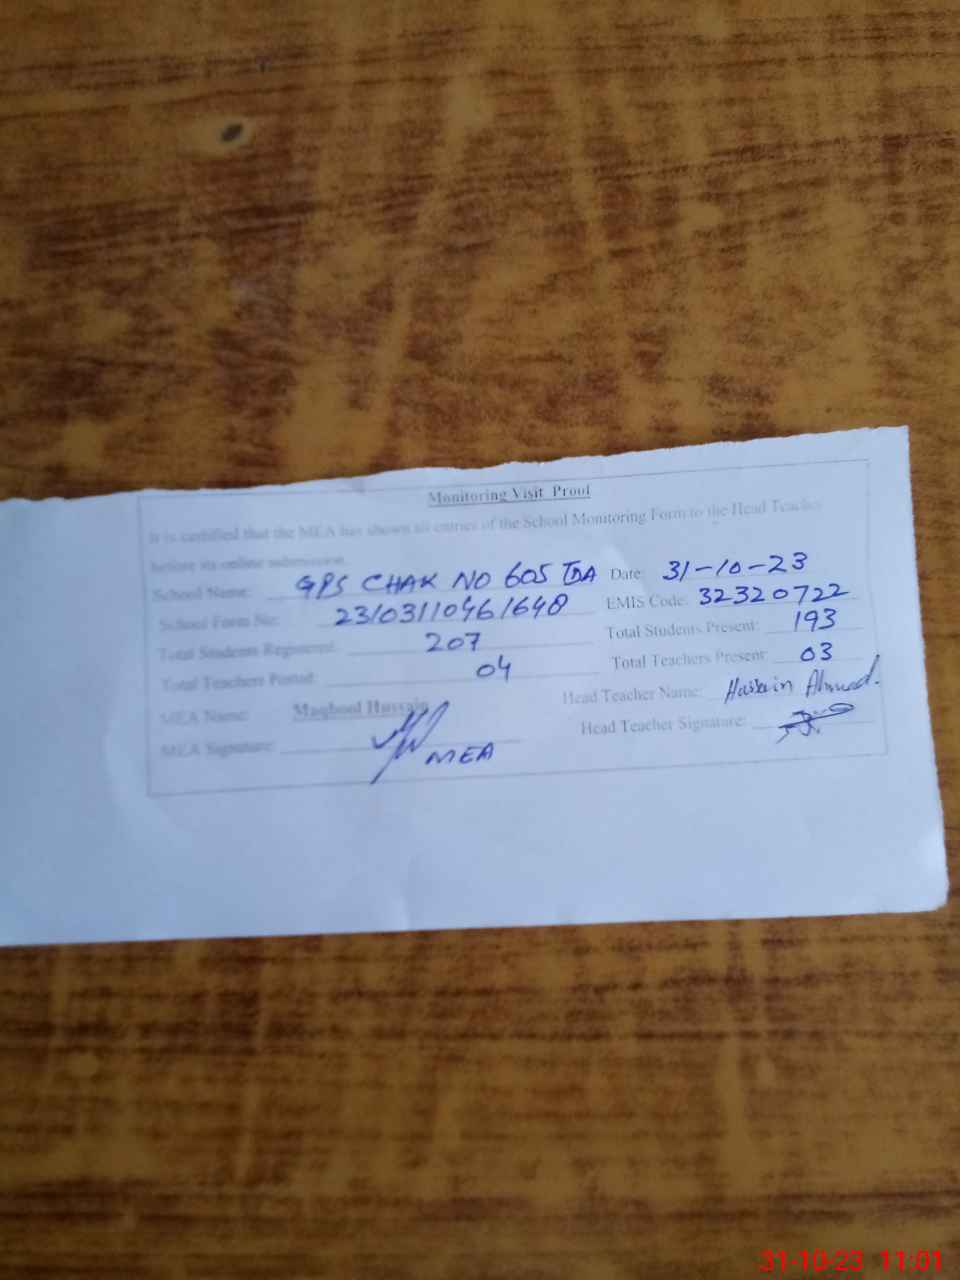 Monitoring Visit Proof
It is certified that the MEA has shown its entries of the School Monitoring Form to the Head Teacher
before its online submission.
School Name: GPS CHAK NO 605 TDA Date: 31-10-23
School Form No: 23103110461648 EMIS Code: 32320722
Total Students Registered: 207 Total Students Present: 193
Total Teachers Posted: 04 Total Teachers Present: 03
MEA Name: Maqbool Hussain Head Teacher Name: Ahmad.
MEA Signature: MEA Head Teacher Signature:
31-10-23 11:01